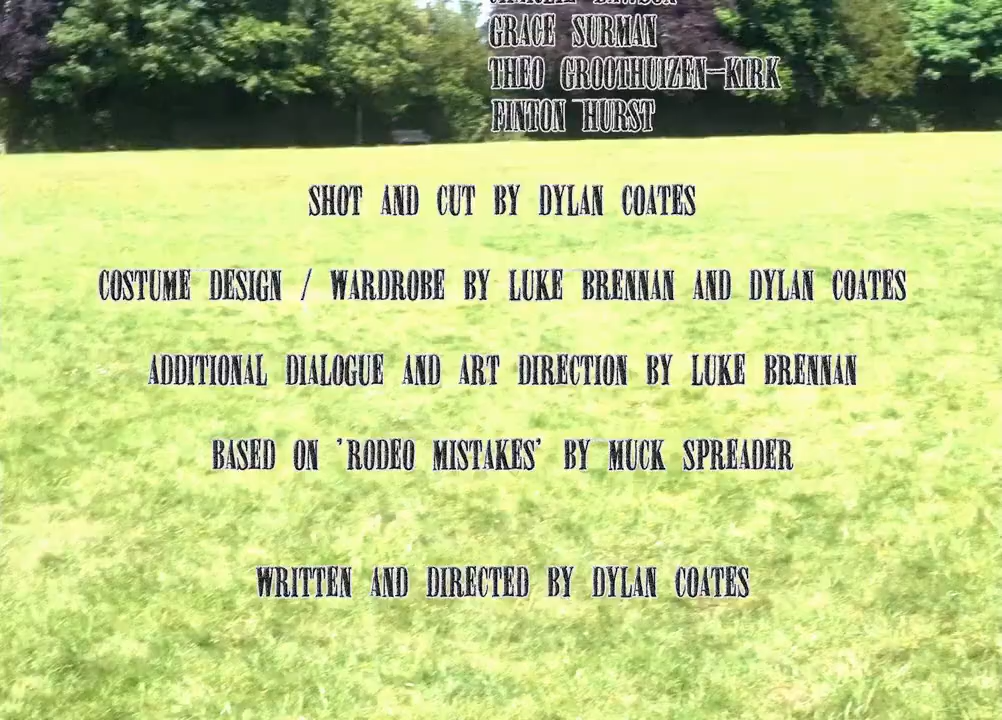 GRACE SURMAN
THEO GROOTHUIZEN-KIRK
FINTON HURST
SHOT AND CUT BY DYLAN COATES
COSTUME DESIGN / WARDROBE BY LUKE BRENNAN AND DYLAN COATES
ADDITIONAL DIALOGUE AND ART DIRECTION BY LUKE BRENNAN
BASED ON 'RODEO MISTAKES' BY MUCK SPREADER
WRITTEN AND DIRECTED BY DYLAN COATES